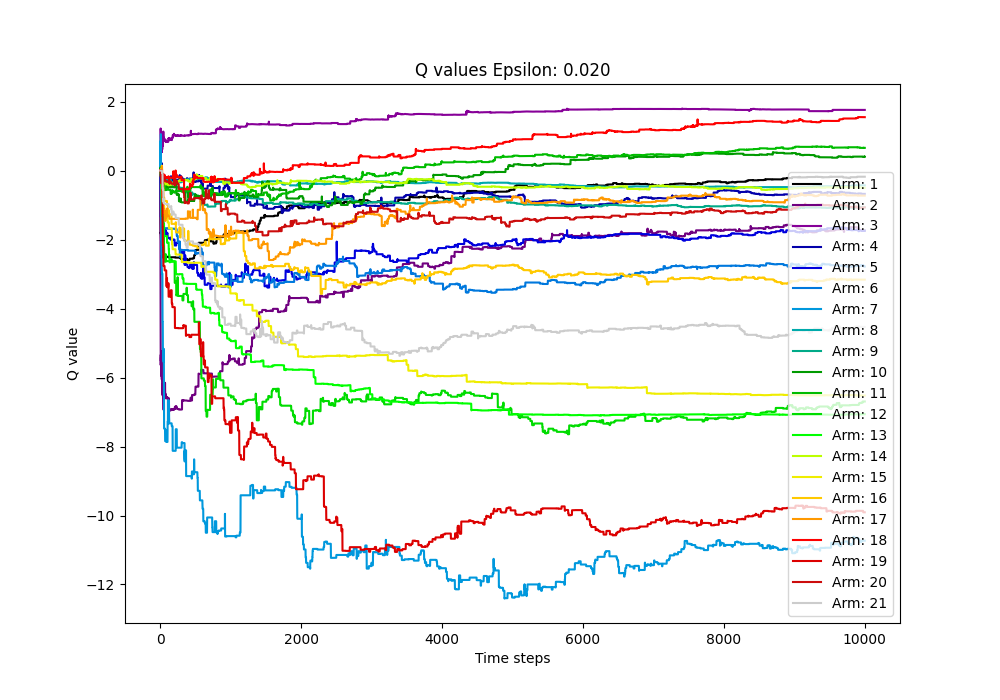 Q values Epsilon: 0.020
Q value
2
0
−2
−4
−6
−8
−10
−12
Arm: 1
Arm: 2
Arm: 3
Arm: 4
Arm: 5
Arm: 6
Arm: 7
Arm: 8
Arm: 9
Arm: 10
Arm: 11
Arm: 12
Arm: 13
Arm: 14
Arm: 15
Arm: 16
Arm: 17
Arm: 18
Arm: 19
Arm: 20
Arm: 21
0 2000 4000 6000 8000 10000
Time steps